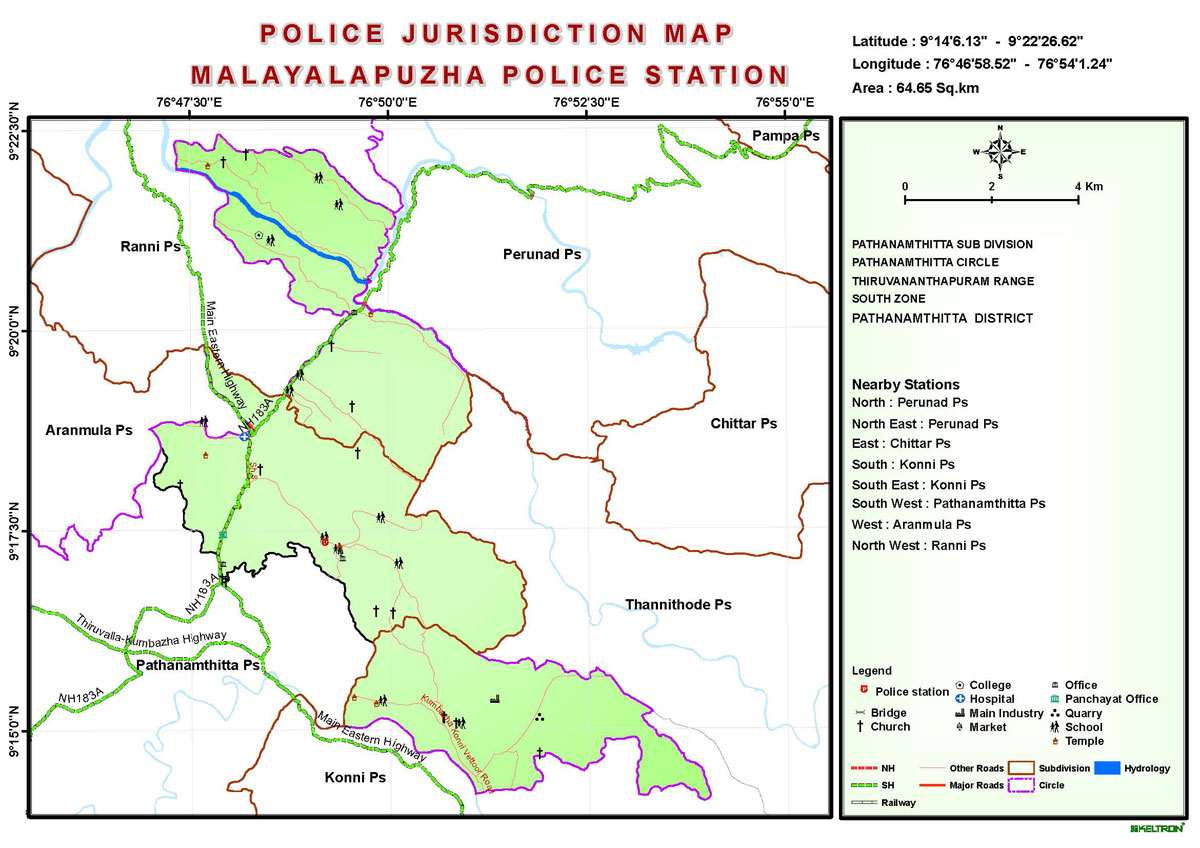 POLICE JURISDICTION MAP
MALAYALAPUZHA POLICE STATION
Latitude : 9°14'6.13" - 9°22'26.62"
Longitude : 76°46'58.52" - 76°54'1.24"
Area : 64.65 Sq.km
76°47'30"E 76°50'0"E 76°52'30"E 76°55'0"E
9°22'30"N
9°20'0"N
9°17'30"N
9°15'0"N
Pampa Ps
Ranni Ps
Perunad Ps
Main Eastern Highway
NH183A
Aranmula Ps
Chittar Ps
NH183A
Thannithode Ps
Thiruvalla-Kumbazha Highway
Pathanamthitta Ps
NH183A
Kumbazha Konni Vettoor Road
Main Eastern Highway
Konni Ps
N
W E
S
0 2 4 Km
PATHANAMTHITTA SUB DIVISION
PATHANAMTHITTA CIRCLE
THIRUVANANTHAPURAM RANGE
SOUTH ZONE
PATHANAMTHITTA DISTRICT
Nearby Stations
North : Perunad Ps
North East : Perunad Ps
East : Chittar Ps
South : Konni Ps
South East : Konni Ps
South West : Pathanamthitta Ps
West : Aranmula Ps
North West : Ranni Ps
Legend
Police station
Bridge
Church
College
Hospital
Main Industry
Market
Office
Panchayat Office
Quarry
School
Temple
NH
SH
Railway
Other Roads
Major Roads
Subdivision
Circle
Hydrology
KELTRON